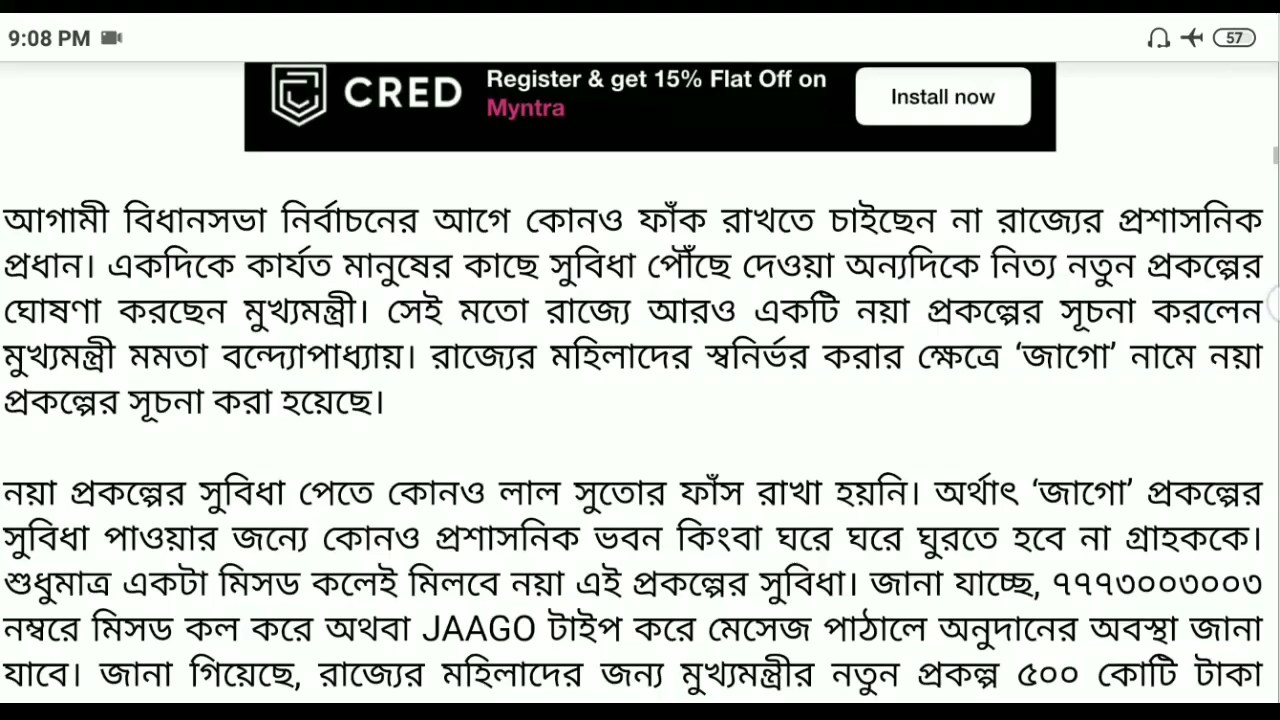 9:08 PM
57
CRED
Register & get 15% Flat Off on
Myntra
Install now
আগামী বিধানসভা নির্বাচনের আগে কোনও ফাঁক রাখতে চাইছেন না রাজ্যের প্রশাসনিক
প্রধান। একদিকে কার্যত মানুষের কাছে সুবিধা পৌঁছে দেওয়া অন্যদিকে নিত্য নতুন প্রকল্পের
ঘোষণা করছেন মুখ্যমন্ত্রী। সেই মতো রাজ্যে আরও একটি নয়া প্রকল্পের সূচনা করলেন
মুখ্যমন্ত্রী মমতা বন্দ্যোপাধ্যায়। রাজ্যের মহিলাদের স্বনির্ভর করার ক্ষেত্রে ‘জাগো’ নামে নয়া
প্রকল্পের সূচনা করা হয়েছে।
নয়া প্রকল্পের সুবিধা পেতে কোনও লাল সুতোর ফাঁস রাখা হয়নি। অর্থাৎ ‘জাগো’ প্রকল্পের
সুবিধা পাওয়ার জন্যে কোনও প্রশাসনিক ভবন কিংবা ঘরে ঘরে ঘুরতে হবে না গ্রাহককে।
শুধুমাত্র একটা মিসড কলেই মিলবে নয়া এই প্রকল্পের সুবিধা। জানা যাচ্ছে, ৭৭৭৩০০৩০০৩
নম্বরে মিসড কল করে অথবা JAAGO টাইপ করে মেসেজ পাঠালে অনুদানের অবস্থা জানা
যাবে। জানা গিয়েছে, রাজ্যের মহিলাদের জন্য মুখ্যমন্ত্রীর নতুন প্রকল্প ৫০০ কোটি টাকা